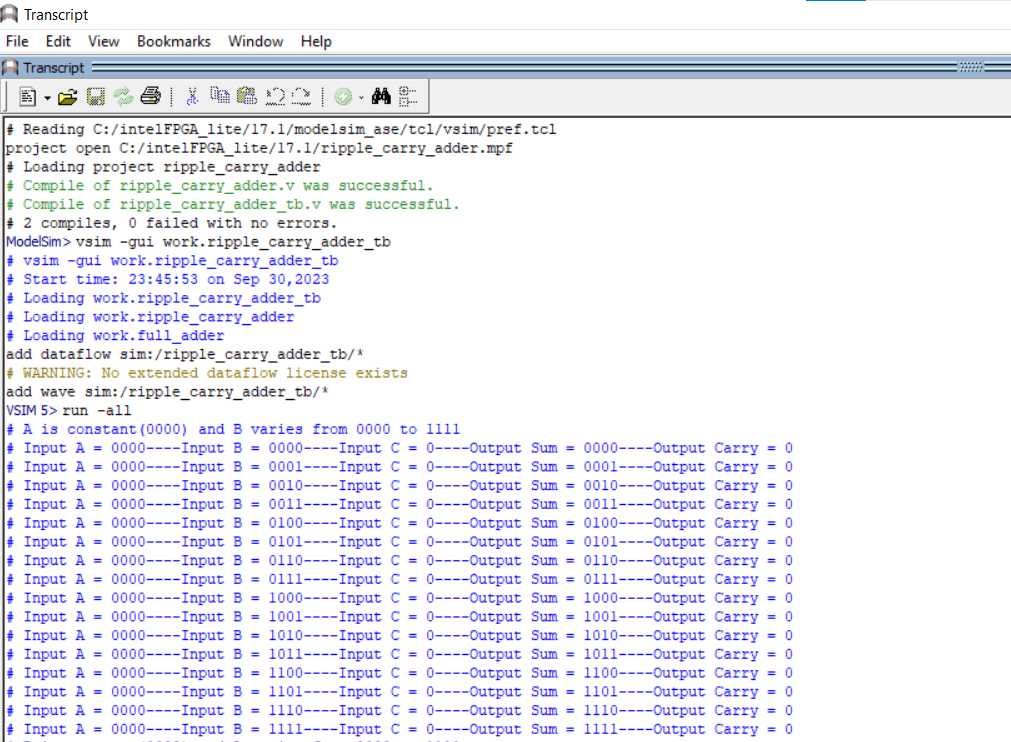 Transcript
File Edit View Bookmarks Window Help
Transcript
# Reading C:/intelFPGA_lite/17.1/modelsim_ase/tcl/vsim/pref.tcl
project open C:/intelFPGA_lite/17.1/ripple_carry_adder.mpf
# Loading project ripple_carry_adder
# Compile of ripple_carry_adder.v was successful.
# Compile of ripple_carry_adder_tb.v was successful.
# 2 compiles, 0 failed with no errors.
ModelSim> vsim -gui work.ripple_carry_adder_tb
# vsim -gui work.ripple_carry_adder_tb
# Start time: 23:45:53 on Sep 30,2023
# Loading work.ripple_carry_adder_tb
# Loading work.ripple_carry_adder
# Loading work.full_adder
add dataflow sim:/ripple_carry_adder_tb/*
# WARNING: No extended dataflow license exists
add wave sim:/ripple_carry_adder_tb/*
VSIM 5> run -all
# A is constant(0000) and B varies from 0000 to 1111
# Input A = 0000----Input B = 0000----Input C = 0----Output Sum = 0000----Output Carry = 0
# Input A = 0000----Input B = 0001----Input C = 0----Output Sum = 0001----Output Carry = 0
# Input A = 0000----Input B = 0010----Input C = 0----Output Sum = 0010----Output Carry = 0
# Input A = 0000----Input B = 0011----Input C = 0----Output Sum = 0011----Output Carry = 0
# Input A = 0000----Input B = 0100----Input C = 0----Output Sum = 0100----Output Carry = 0
# Input A = 0000----Input B = 0101----Input C = 0----Output Sum = 0101----Output Carry = 0
# Input A = 0000----Input B = 0110----Input C = 0----Output Sum = 0110----Output Carry = 0
# Input A = 0000----Input B = 0111----Input C = 0----Output Sum = 0111----Output Carry = 0
# Input A = 0000----Input B = 1000----Input C = 0----Output Sum = 1000----Output Carry = 0
# Input A = 0000----Input B = 1001----Input C = 0----Output Sum = 1001----Output Carry = 0
# Input A = 0000----Input B = 1010----Input C = 0----Output Sum = 1010----Output Carry = 0
# Input A = 0000----Input B = 1011----Input C = 0----Output Sum = 1011----Output Carry = 0
# Input A = 0000----Input B = 1100----Input C = 0----Output Sum = 1100----Output Carry = 0
# Input A = 0000----Input B = 1101----Input C = 0----Output Sum = 1101----Output Carry = 0
# Input A = 0000----Input B = 1110----Input C = 0----Output Sum = 1110----Output Carry = 0
# Input A = 0000----Input B = 1111----Input C = 0----Output Sum = 1111----Output Carry = 0